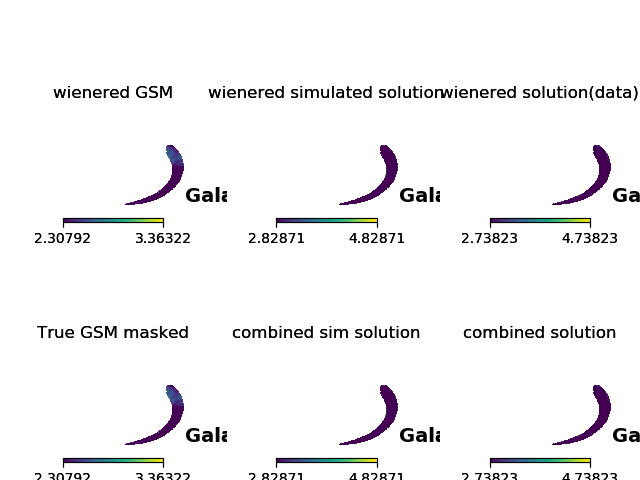 wienered GSM wienered simulated solution wienered solution(data)
Gala Gala Ga
2.30792 3.36322 2.82871 4.82871 2.73823 4.73823
True GSM masked combined sim solution combined solution
Gala Gala Ga
2.30792 3.36322 2.82871 4.82871 2.73823 4.73823